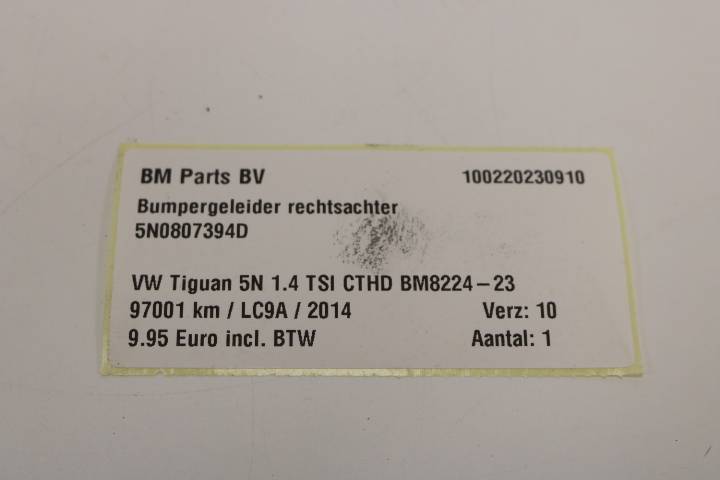 BM Parts BV 100220230910
Bumpergeleider rechtsachter
5N0807394D
VW Tiguan 5N 1.4 TSI CTHD BM8224-23
97001 km / LC9A / 2014 Verz: 10
9.95 Euro incl. BTW Aantal: 1